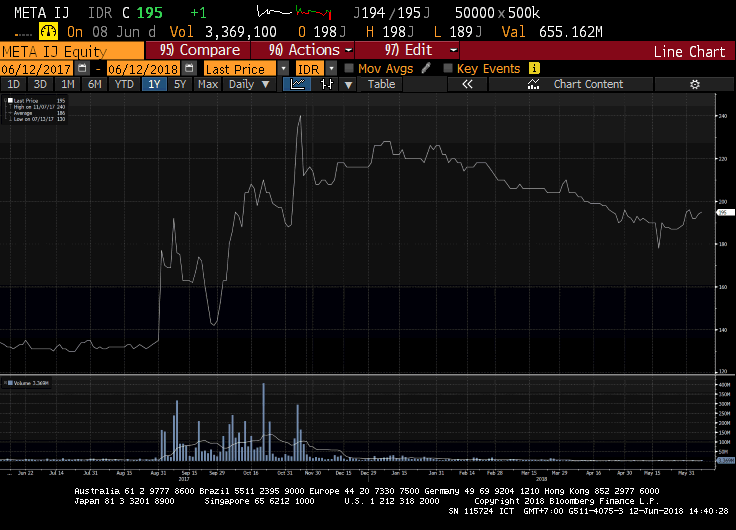 META IJ IDR C 195 +1 J194 / 195J 50000 x 500k
On 08 Jun d Vol 3,369,100 O 198J H 198J L 189J Val 655.162M
META IJ Equity 95) Compare 96) Actions 97) Edit Line Chart
06/12/2017 - 06/12/2018 Last Price IDR Mov Avgs Key Events i
1D 3D 1M 6M YTD 1Y 5Y Max Daily Table « Chart Content
Last Price 195
High on 11/07/17 240
Average 186
Low on 07/13/17 130
240
220
200
195
180
160
140
120
Volume 3.369M
400M
350M
300M
250M
200M
150M
100M
50M
3.369M
... Jun 22 Jul 14 Jul 31 Aug 15 Aug 31 Sep 15 Sep 29 Oct 16 Oct 31 Nov 30 Dec 15 Dec 29 Jan 15 Jan 31 Feb 14 Feb 28 Mar 15 Mar 29 Apr 16 Apr 30 May 15 May 31
2017 2018
Australia 61 2 9777 8600 Brazil 5511 2395 9000 Europe 44 20 7330 7500 Germany 49 69 9204 1210 Hong Kong 852 2977 6000
Japan 81 3 3201 8900 Singapore 65 6212 1000 U.S. 1 212 318 2000 Copyright 2018 Bloomberg Finance L.P.
SN 115724 ICT GMT+7:00 G511-4075-3 12-Jun-2018 14:40:28